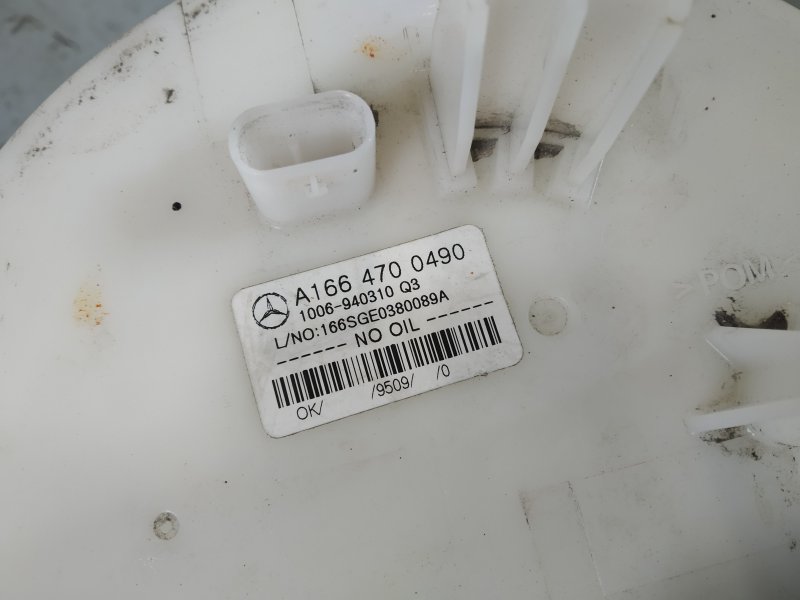 A166 470 0490
1006-940310 Q3
L/NO:166SGE0380089A
------- NO OIL -------
OK/ /9509/ /0
>POM<